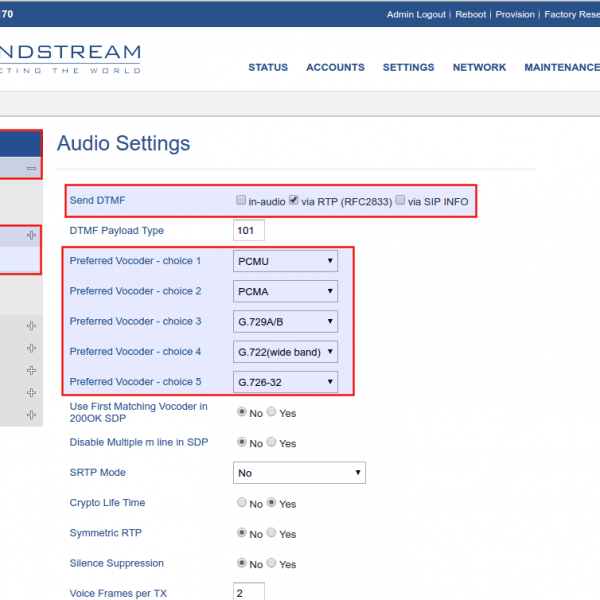 70
Admin Logout | Reboot | Provision | Factory Rese
NDSTREAM
CTING THE WORLD
STATUS ACCOUNTS SETTINGS NETWORK MAINTENANCE
Audio Settings
Send DTMF in-audio via RTP (RFC2833) via SIP INFO
DTMF Payload Type 101
Preferred Vocoder - choice 1 PCMU
Preferred Vocoder - choice 2 PCMA
Preferred Vocoder - choice 3 G.729A/B
Preferred Vocoder - choice 4 G.722(wide band)
Preferred Vocoder - choice 5 G.726-32
Use First Matching Vocoder in
200OK SDP No Yes
Disable Multiple m line in SDP No Yes
SRTP Mode No
Crypto Life Time No Yes
Symmetric RTP No Yes
Silence Suppression No Yes
Voice Frames per TX 2